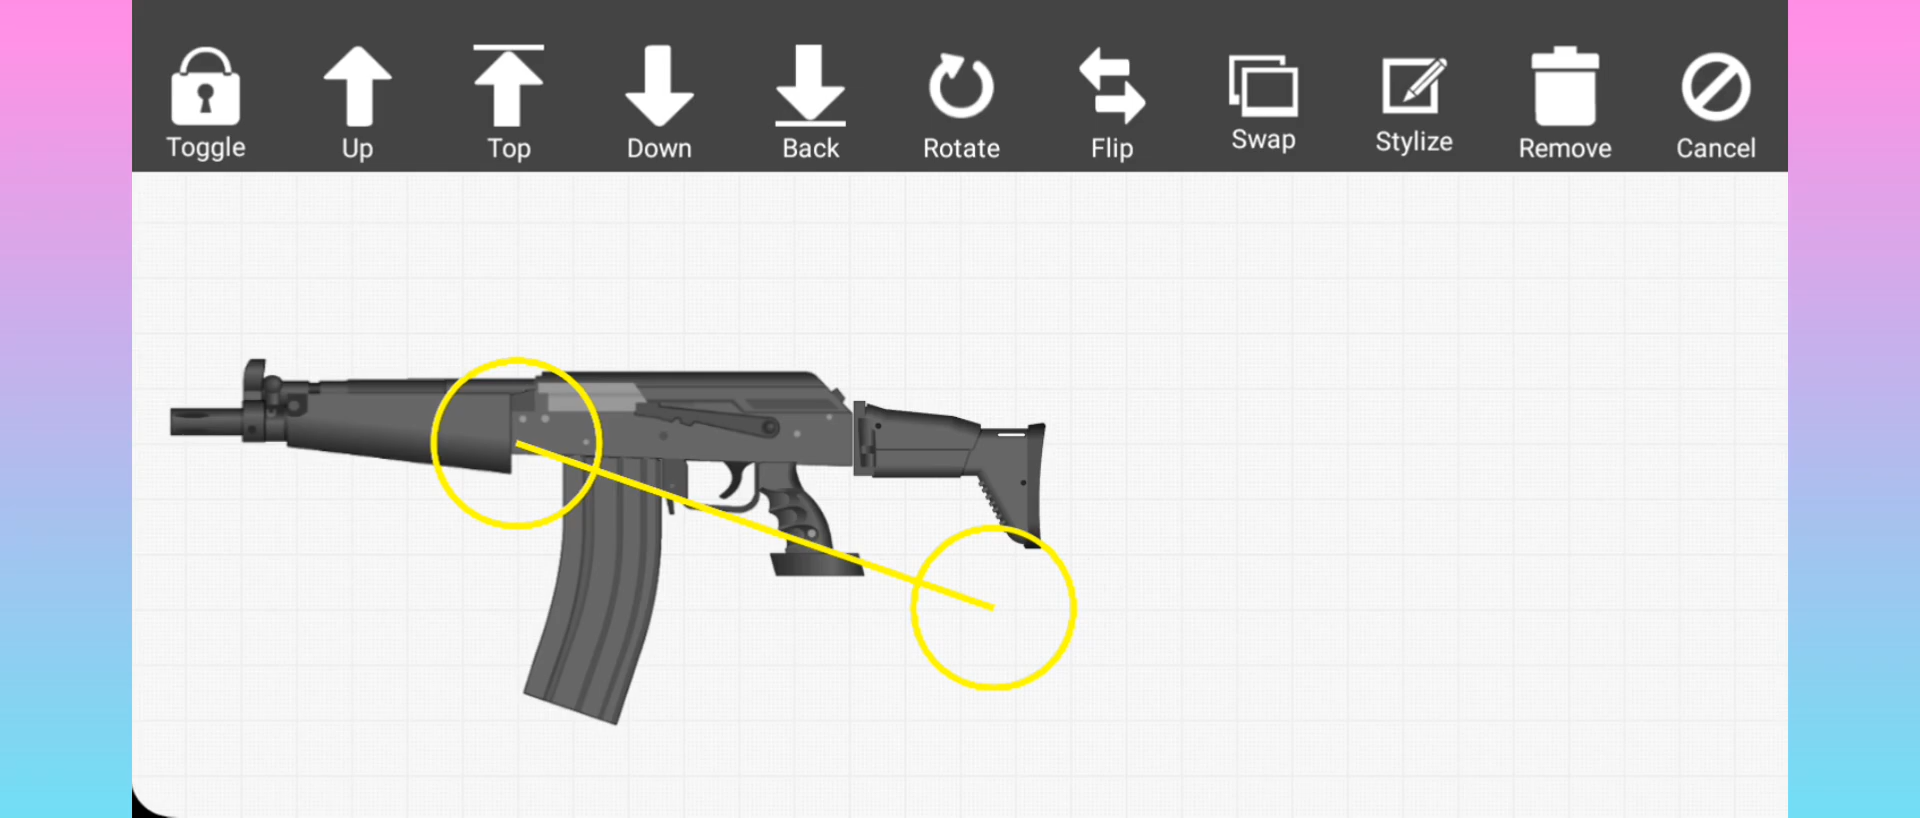 Toggle
Up
Top
Down
Back
Rotate
Flip
Swap
Stylize
Remove
Cancel